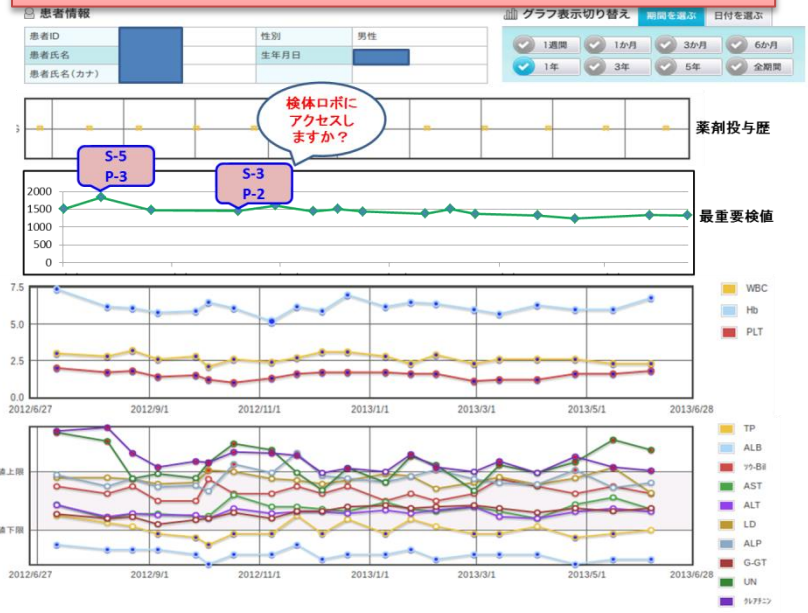 患者情報
グラフ表示切り替え
期間を選ぶ
日付を選ぶ
患者ID
性別
男性
患者氏名
生年月日
患者氏名(カナ)
1週間
1か月
3か月
6か月
1年
3年
5年
全期間
検体ロボに
アクセスし
ますか？
薬剤投与歴
S-5
P-3
S-3
P-2
2000
1500
1000
500
0
最重要検値
7.5
5.0
2.5
0.0
2012/6/27
2012/9/1
2012/11/1
2013/1/1
2013/3/1
2013/5/1
2013/6/28
WBC
Hb
PLT
値上限
値下限
2012/6/27
2012/9/1
2012/11/1
2013/1/1
2013/3/1
2013/5/1
2013/6/28
TP
ALB
ﾂｳ-Bil
AST
ALT
LD
ALP
G-GT
UN
ｸﾚｱﾁﾆﾝ